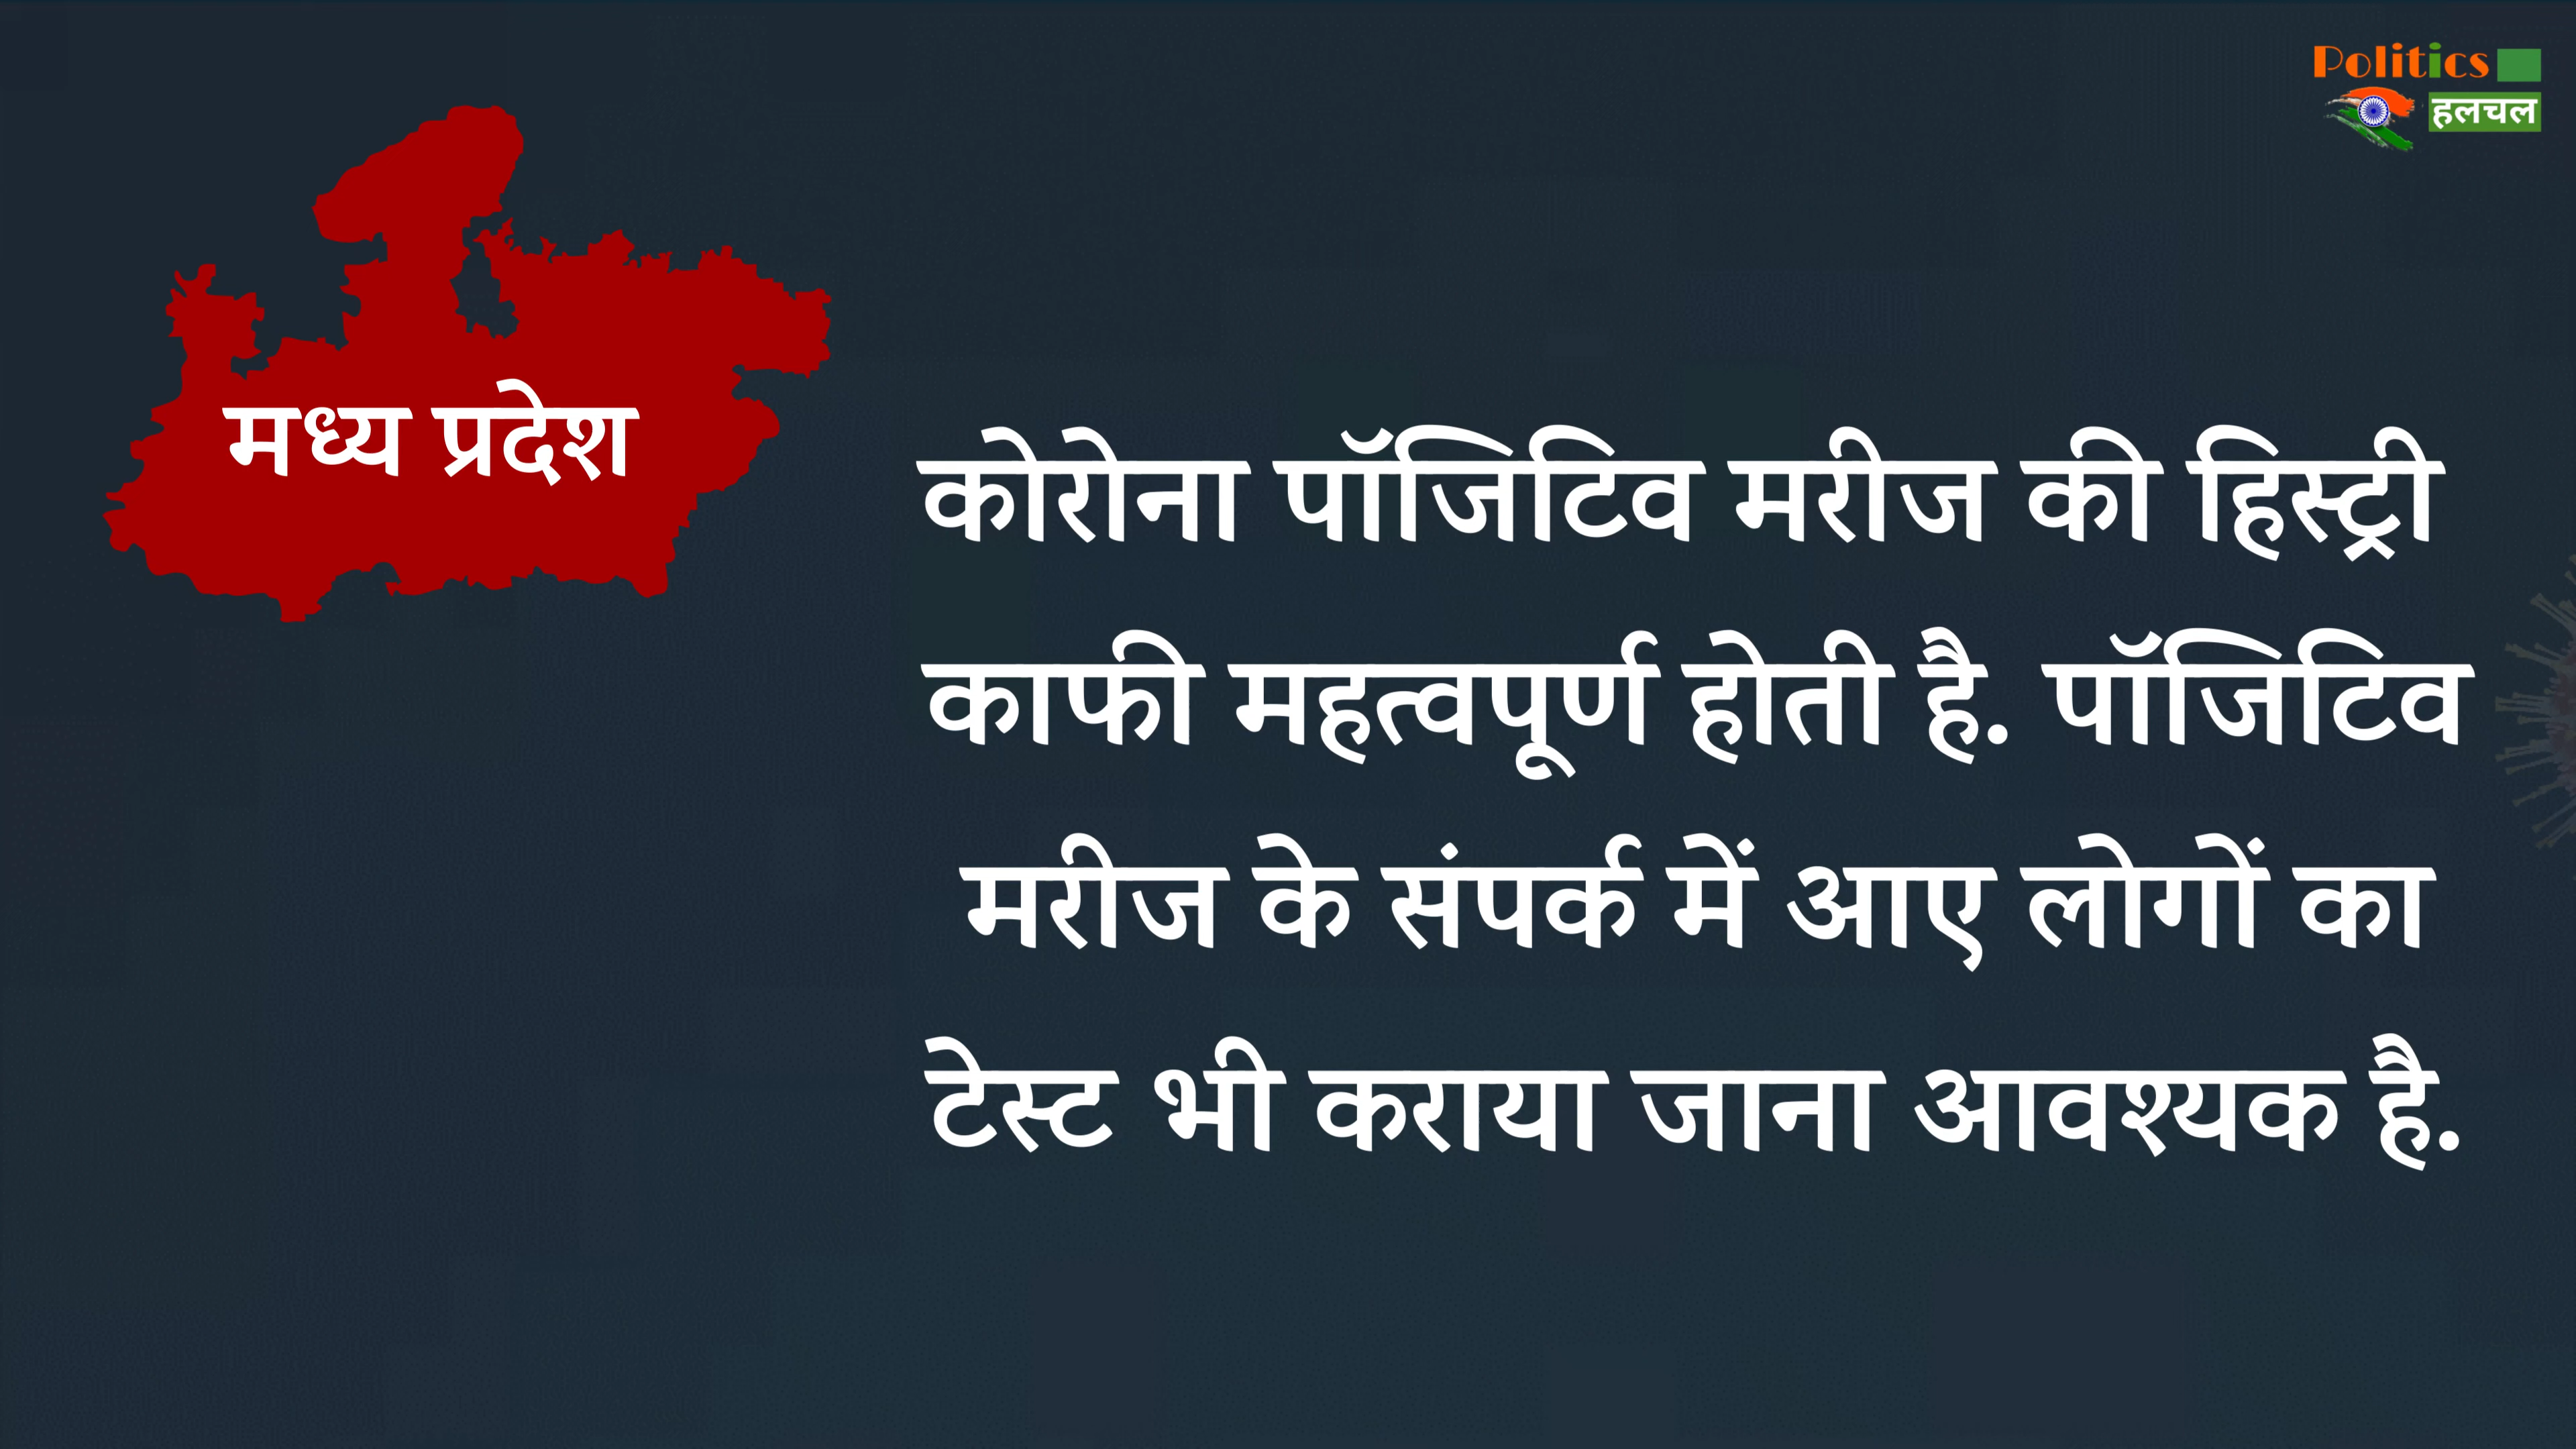 Politics
हलचल
मध्य प्रदेश
कोरोना पॉजिटिव मरीज की हिस्ट्री
काफी महत्वपूर्ण होती है. पॉजिटिव
मरीज के संपर्क में आए लोगों का
टेस्ट भी कराया जाना आवश्यक है.